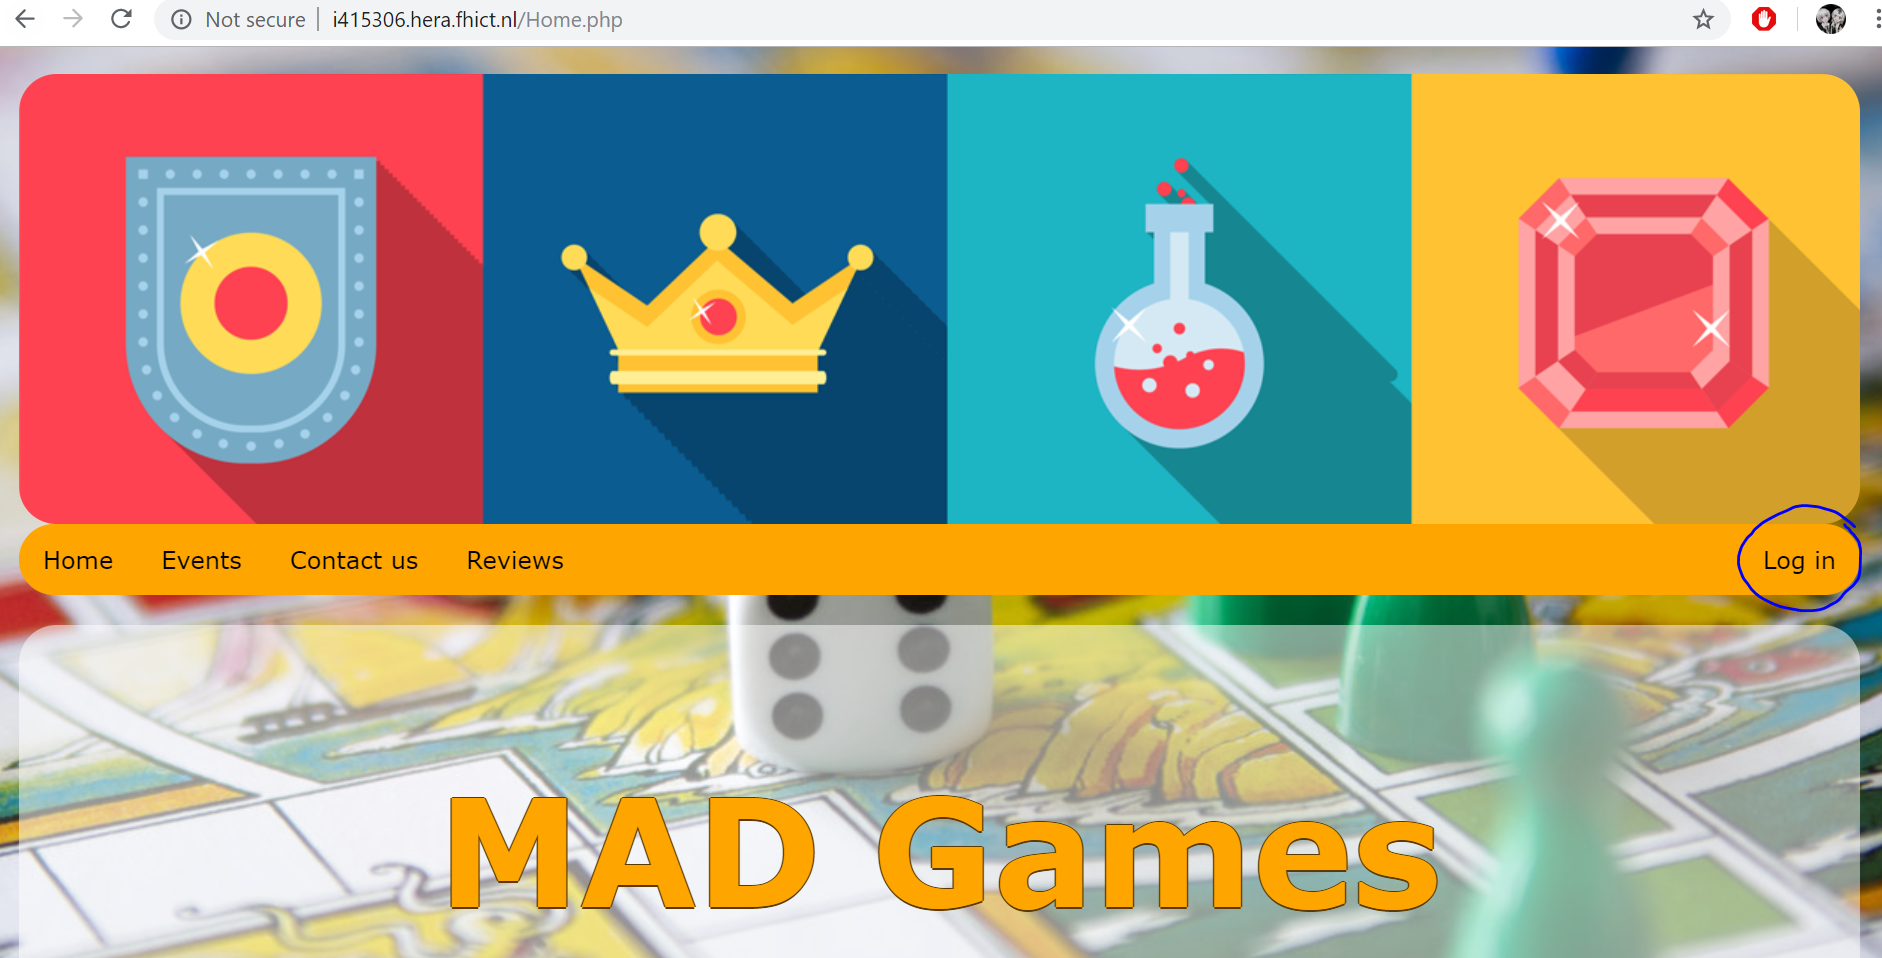 Not secure | i415306.hera.fhict.nl/Home.php
Home Events Contact us Reviews Log in
MAD Games